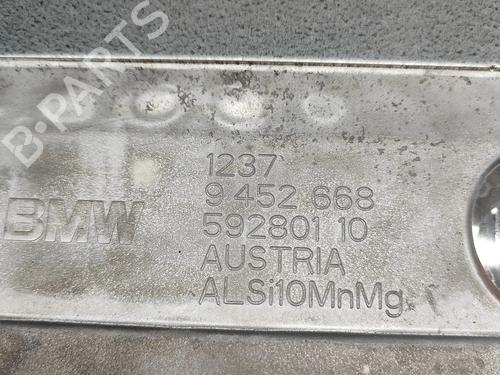 B-PARTS
1237
9 452 668
BMW
592801 10
AUSTRIA
ALSi10MnMg